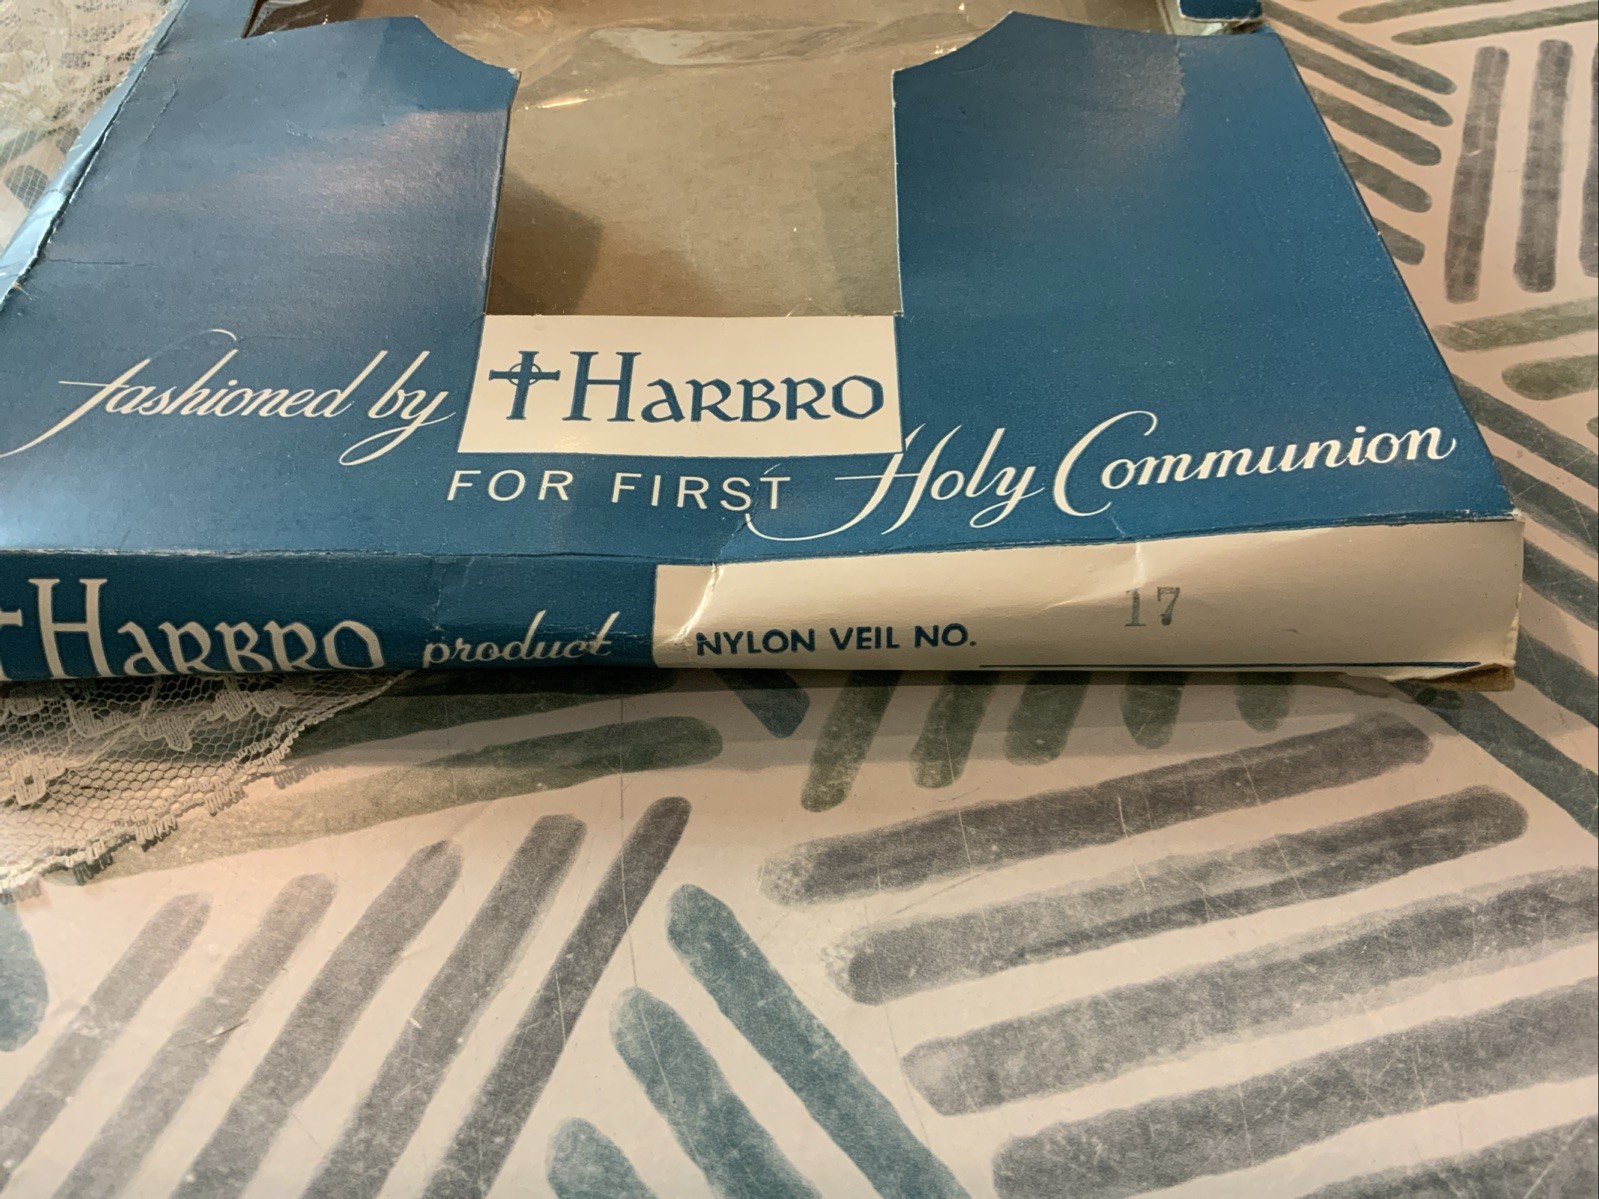 fashioned by HARBRO
FOR FIRST Holy Communion
HARBRO product NYLON VEIL NO. 17